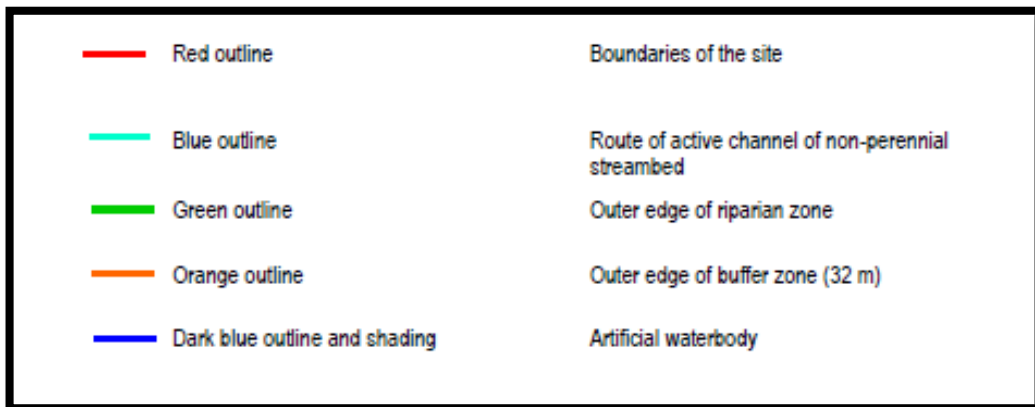 Red outline Boundaries of the site
Blue outline Route of active channel of non-perennial
streambed
Green outline Outer edge of riparian zone
Orange outline Outer edge of buffer zone (32 m)
Dark blue outline and shading Artificial waterbody